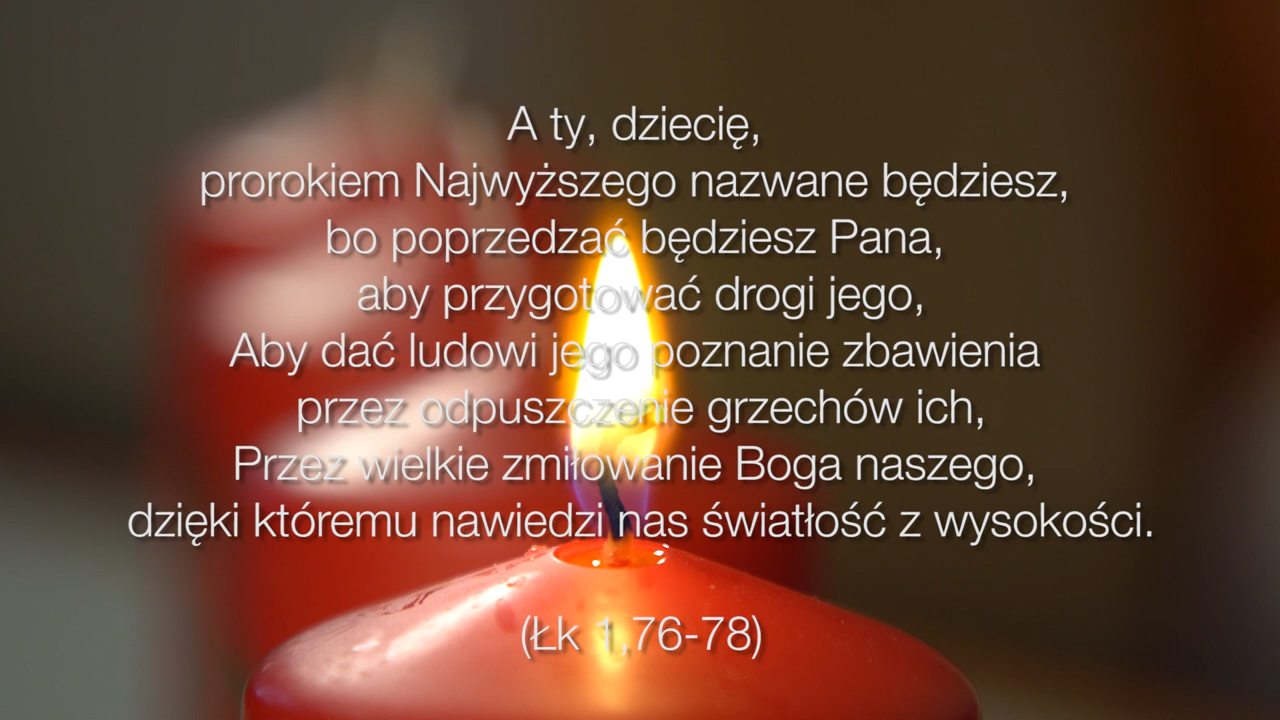 A ty, dziecię,
prorokiem Najwyższego nazwane będziesz,
bo poprzedzać będziesz Pana,
aby przygotować drogi jego,
Aby dać ludowi jego poznanie zbawienia
przez odpuszczenie grzechów ich,
Przez wielkie zmiłowanie Boga naszego,
dzięki któremu nawiedzi nas światłość z wysokości.
(Łk 1,76-78)